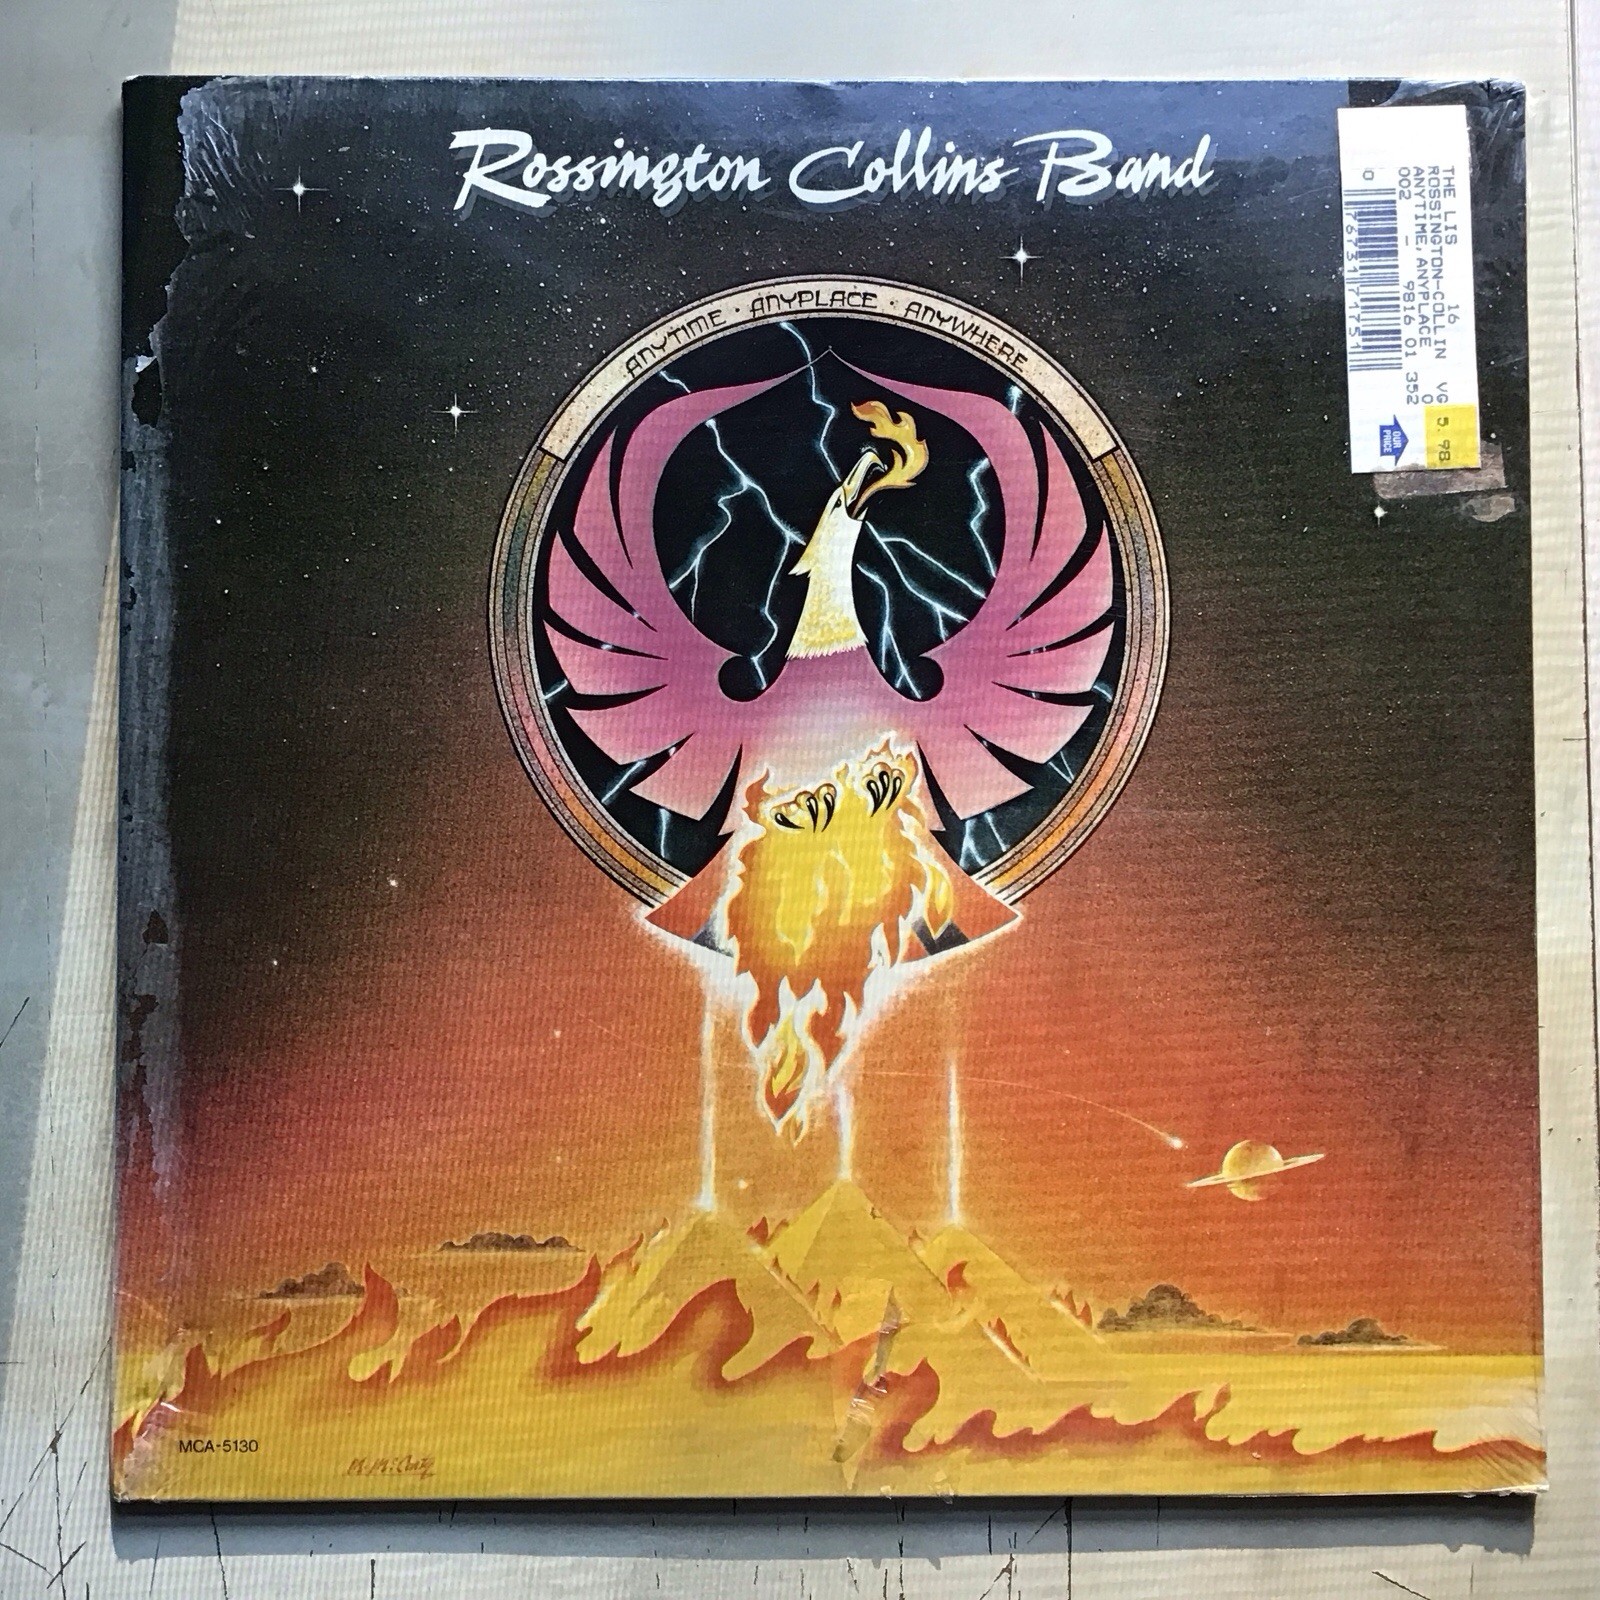 Rossington Collins Band
ANYTIME · ANYPLACE · ANYWHERE
THE LIS 16
ROSSINGTON-COLLIN VG
ANYTIME, ANYPLACE 0
002 _ 9816 01 352
5.98
OUR PRICE
MCA-5130